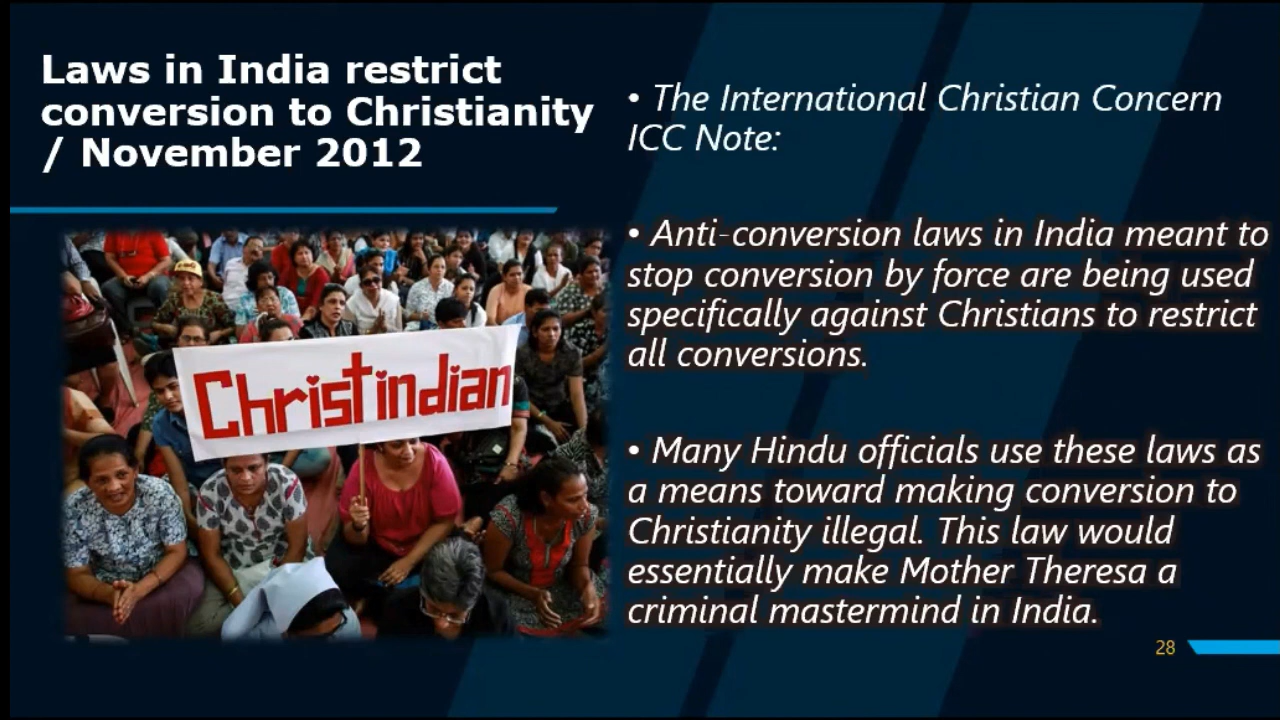 Laws in India restrict
conversion to Christianity
/ November 2012
Christindian
• The International Christian Concern
ICC Note:
• Anti-conversion laws in India meant to
stop conversion by force are being used
specifically against Christians to restrict
all conversions.
• Many Hindu officials use these laws as
a means toward making conversion to
Christianity illegal. This law would
essentially make Mother Theresa a
criminal mastermind in India.
28